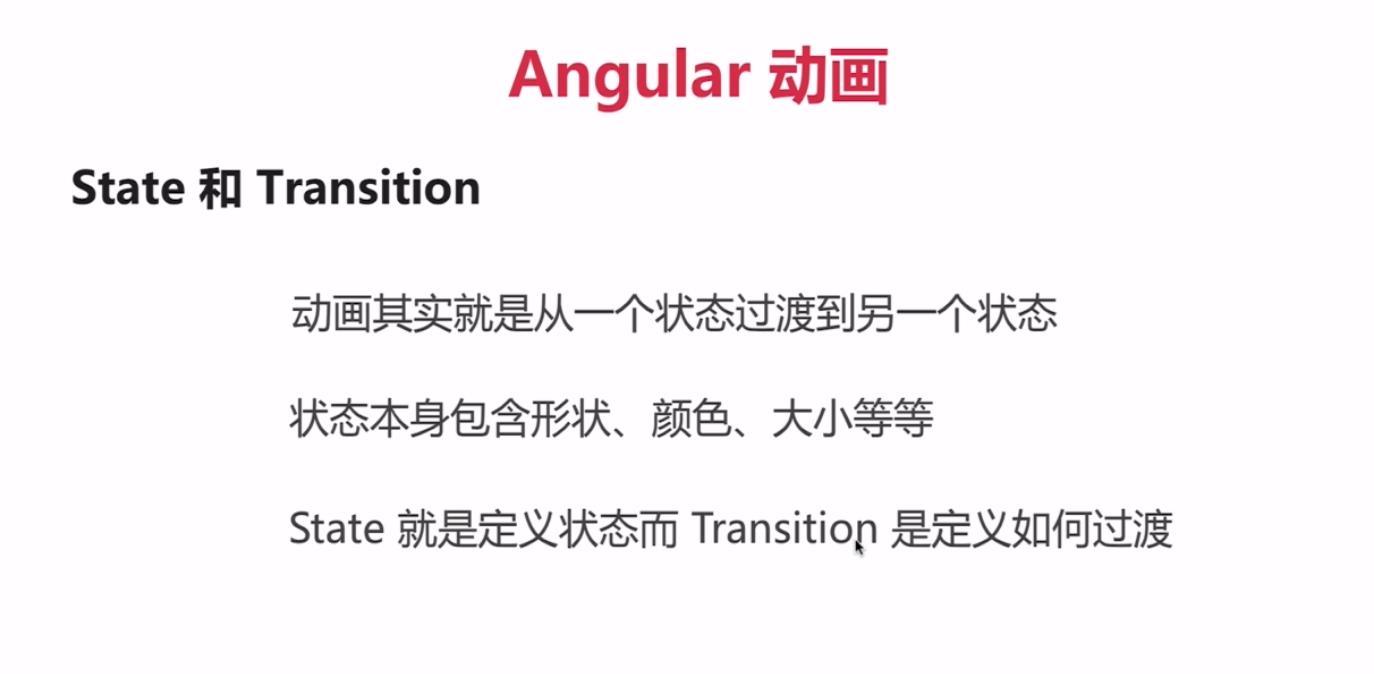 Angular 动画
State 和 Transition
动画其实就是从一个状态过渡到另一个状态
状态本身包含形状、颜色、大小等等
State 就是定义状态而 Transition 是定义如何过渡